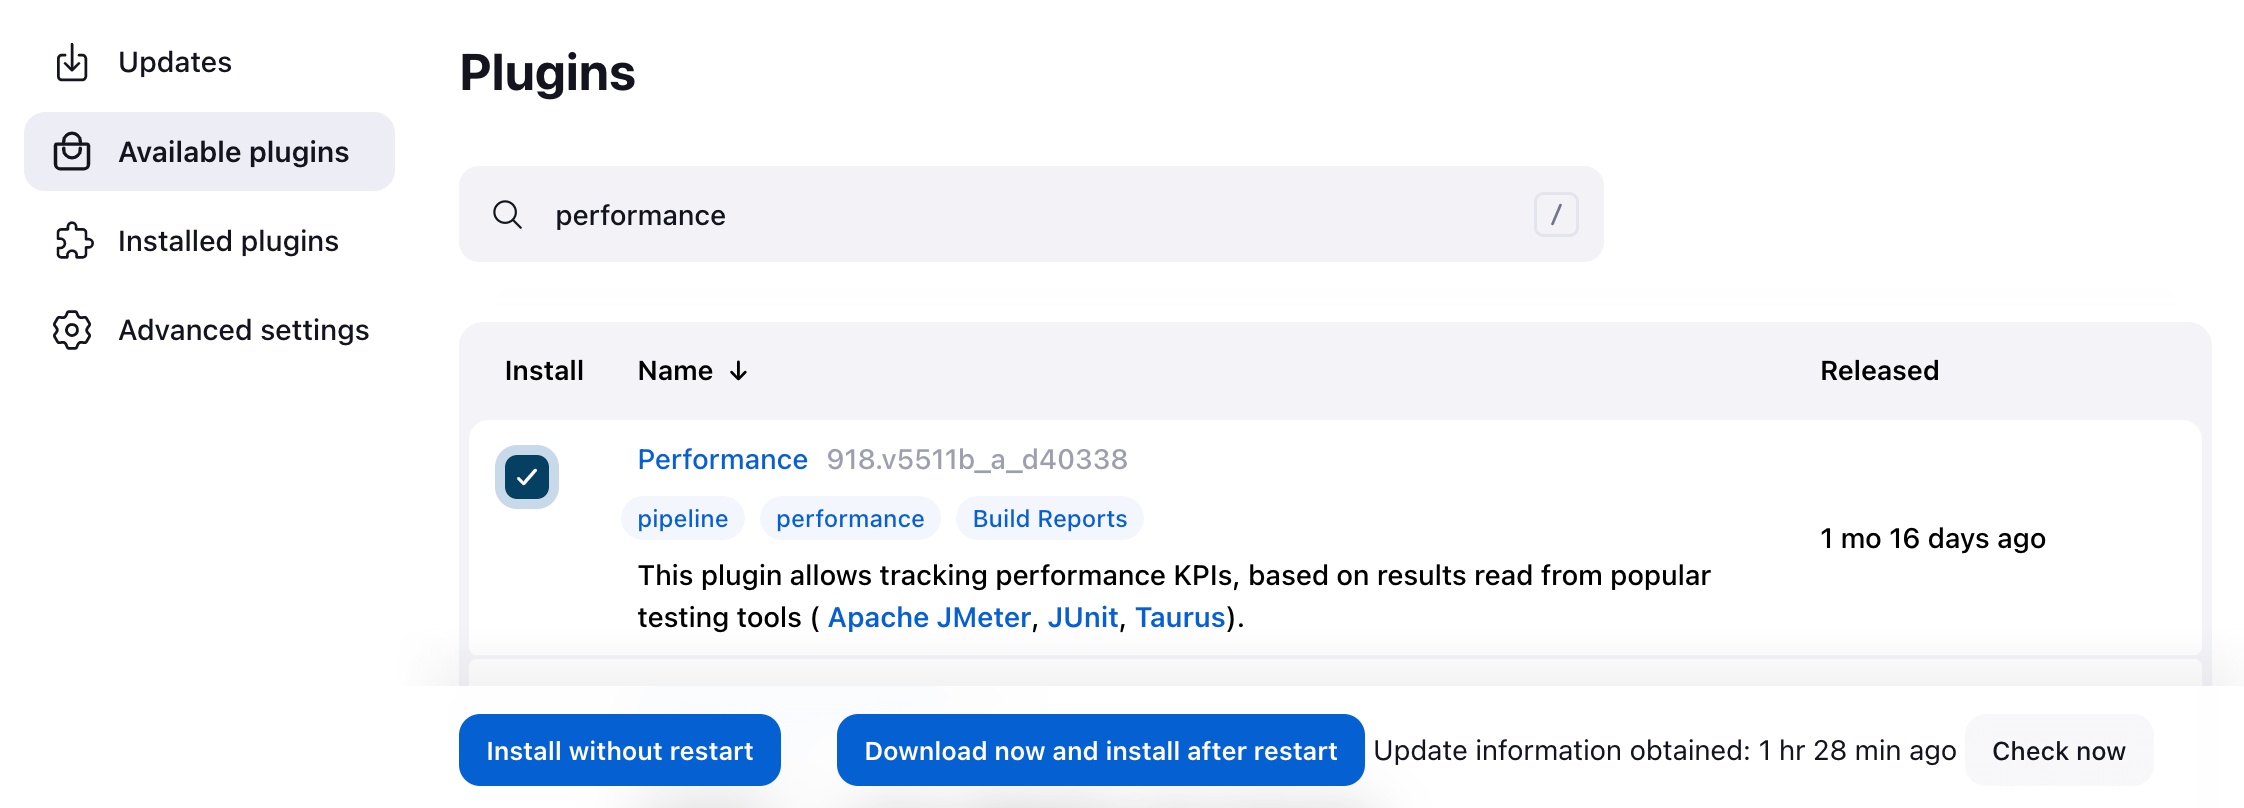 Updates
Available plugins
Installed plugins
Advanced settings
Plugins
performance /
Install Name ↓ Released
Performance 918.v5511b_a_d40338
pipeline performance Build Reports
1 mo 16 days ago
This plugin allows tracking performance KPIs, based on results read from popular
testing tools ( Apache JMeter, JUnit, Taurus).
Install without restart Download now and install after restart Update information obtained: 1 hr 28 min ago Check now